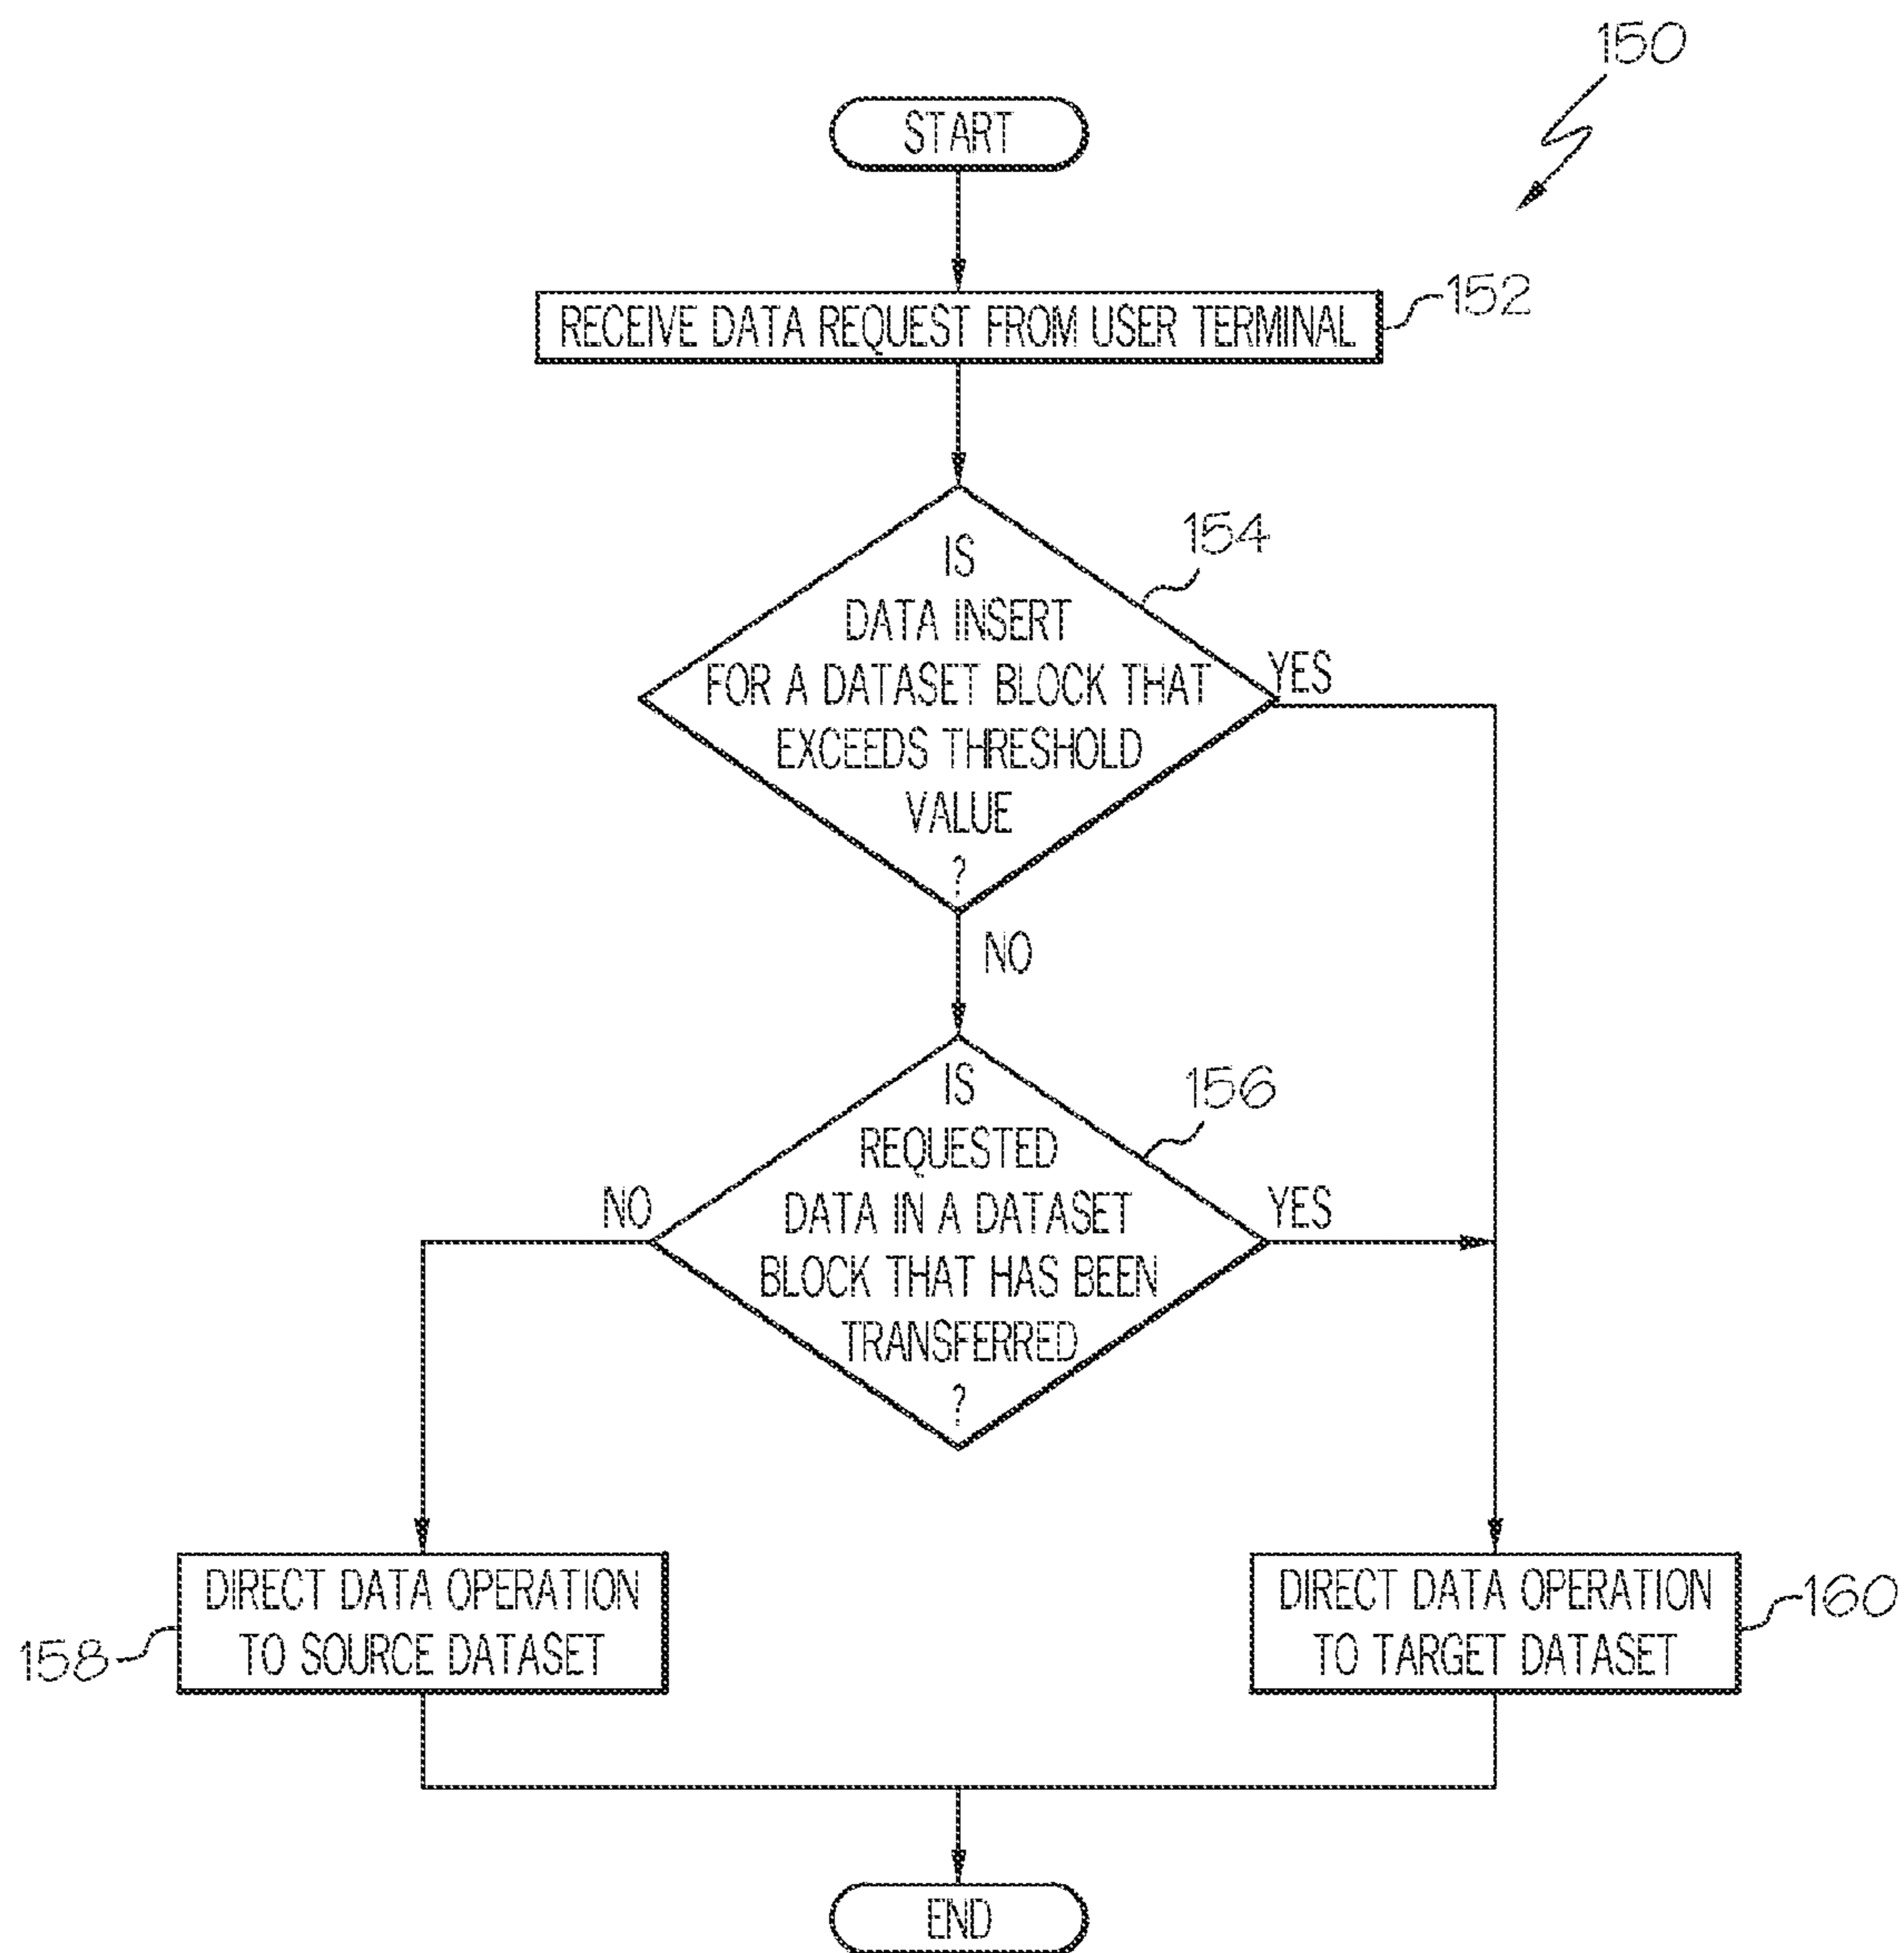 150
START
RECEIVE DATA REQUEST FROM USER TERMINAL
152
IS
DATA INSERT
FOR A DATASET BLOCK THAT
EXCEEDS THRESHOLD
VALUE
?
154
YES
NO
IS
REQUESTED
DATA IN A DATASET
BLOCK THAT HAS BEEN
TRANSFERRED
?
156
NO
YES
DIRECT DATA OPERATION
TO SOURCE DATASET
158
DIRECT DATA OPERATION
TO TARGET DATASET
160
END